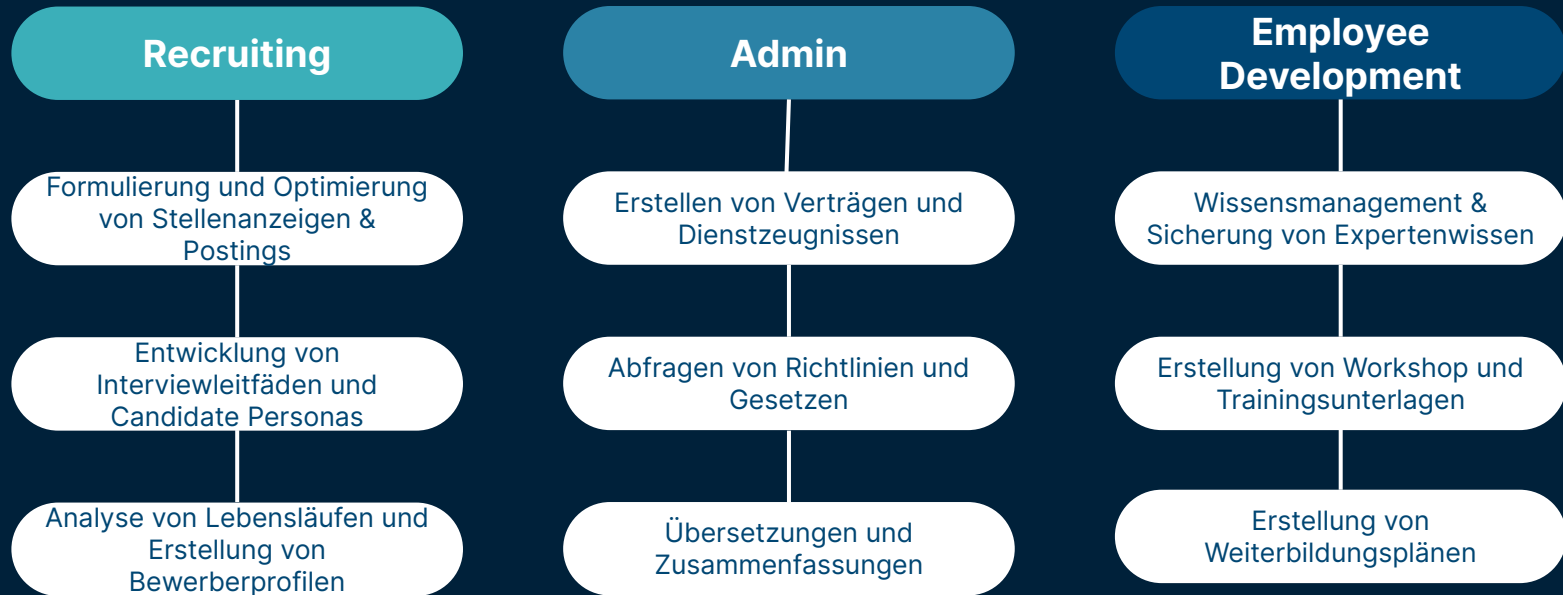 Recruiting
Formulierung und Optimierung
von Stellenanzeigen &
Postings
Entwicklung von
Interviewleitfäden und
Candidate Personas
Analyse von Lebensläufen und
Erstellung von
Bewerberprofilen
Admin
Erstellen von Verträgen und
Dienstzeugnissen
Abfragen von Richtlinien und
Gesetzen
Übersetzungen und
Zusammenfassungen
Employee
Development
Wissensmanagement &
Sicherung von Expertenwissen
Erstellung von Workshop und
Trainingsunterlagen
Erstellung von
Weiterbildungsplänen